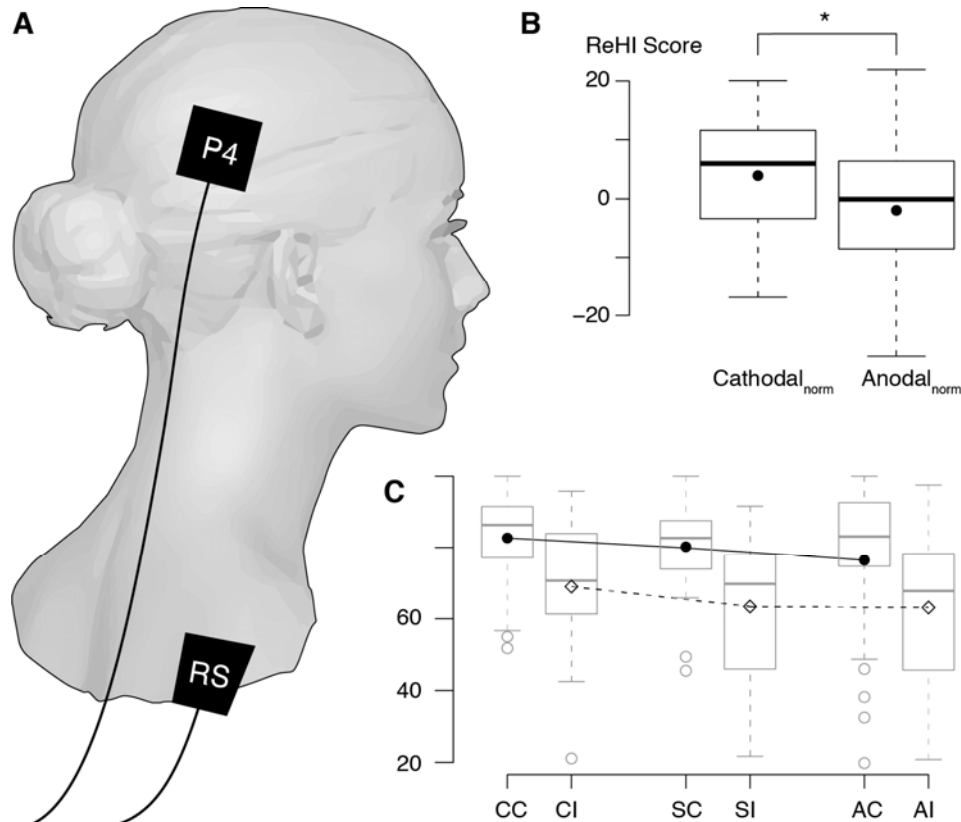 A
P4
RS
B
*
ReHI Score
20
0
−20
Cathodalnorm Anodalnorm
C
60
40
20
CC CI SC SI AC AI